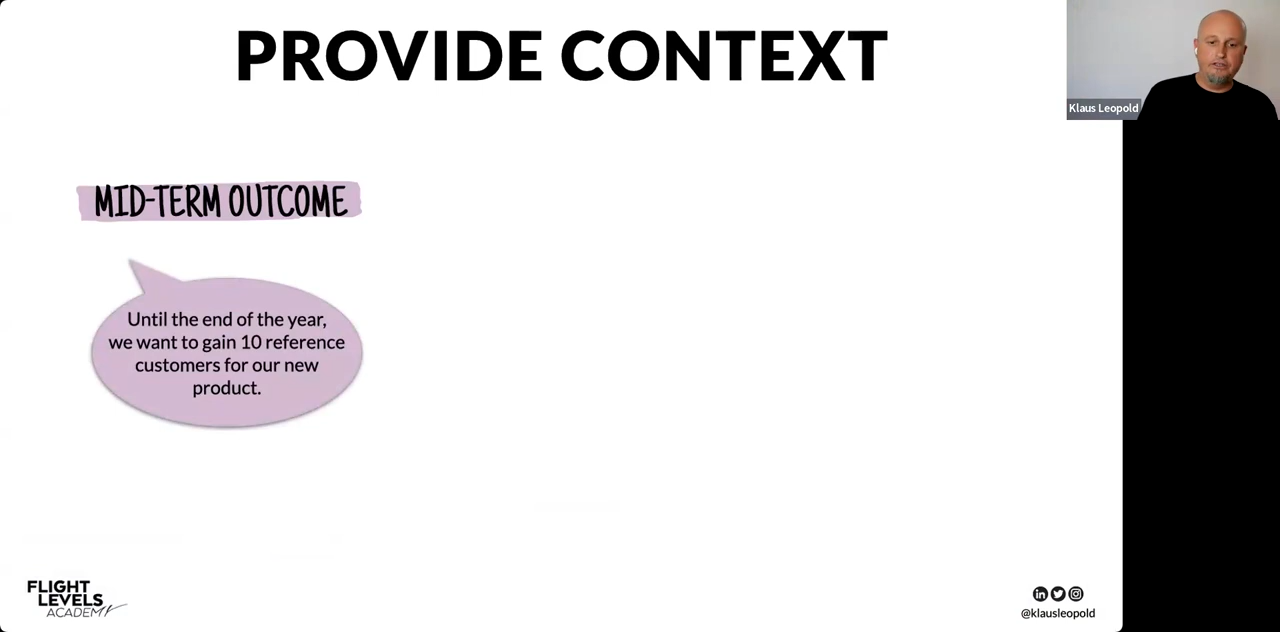 PROVIDE CONTEXT
Klaus Leopold
MID-TERM OUTCOME
Until the end of the year,
we want to gain 10 reference
customers for our new
product.
FLIGHT
LEVELS
ACADEMY
in
@klausleopold